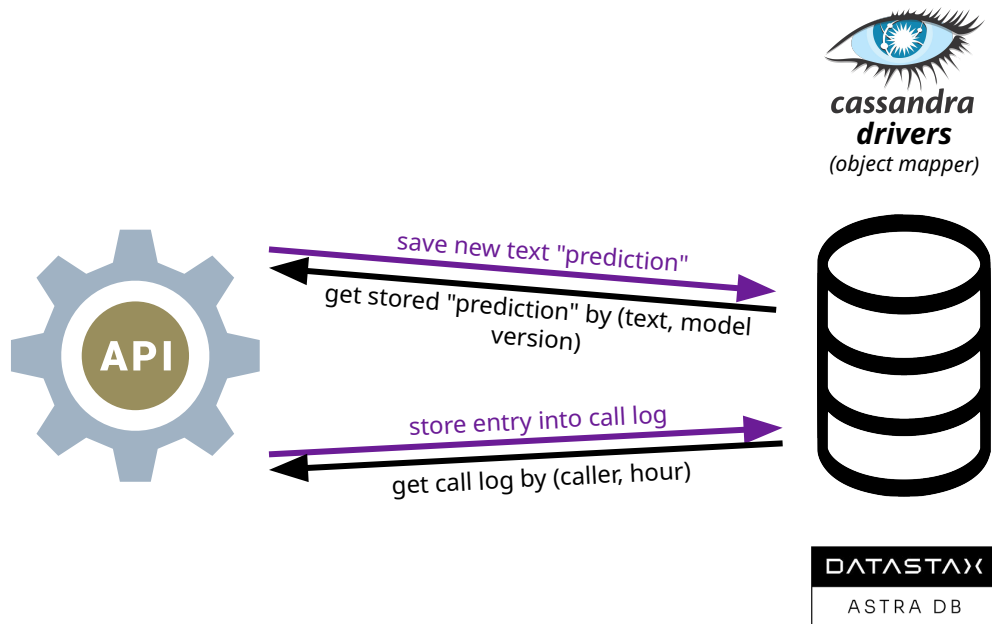 cassandra
drivers
(object mapper)
save new text "prediction"
get stored "prediction" by (text, model
version)
API
store entry into call log
get call log by (caller, hour)
DATASTAX
ASTRA DB